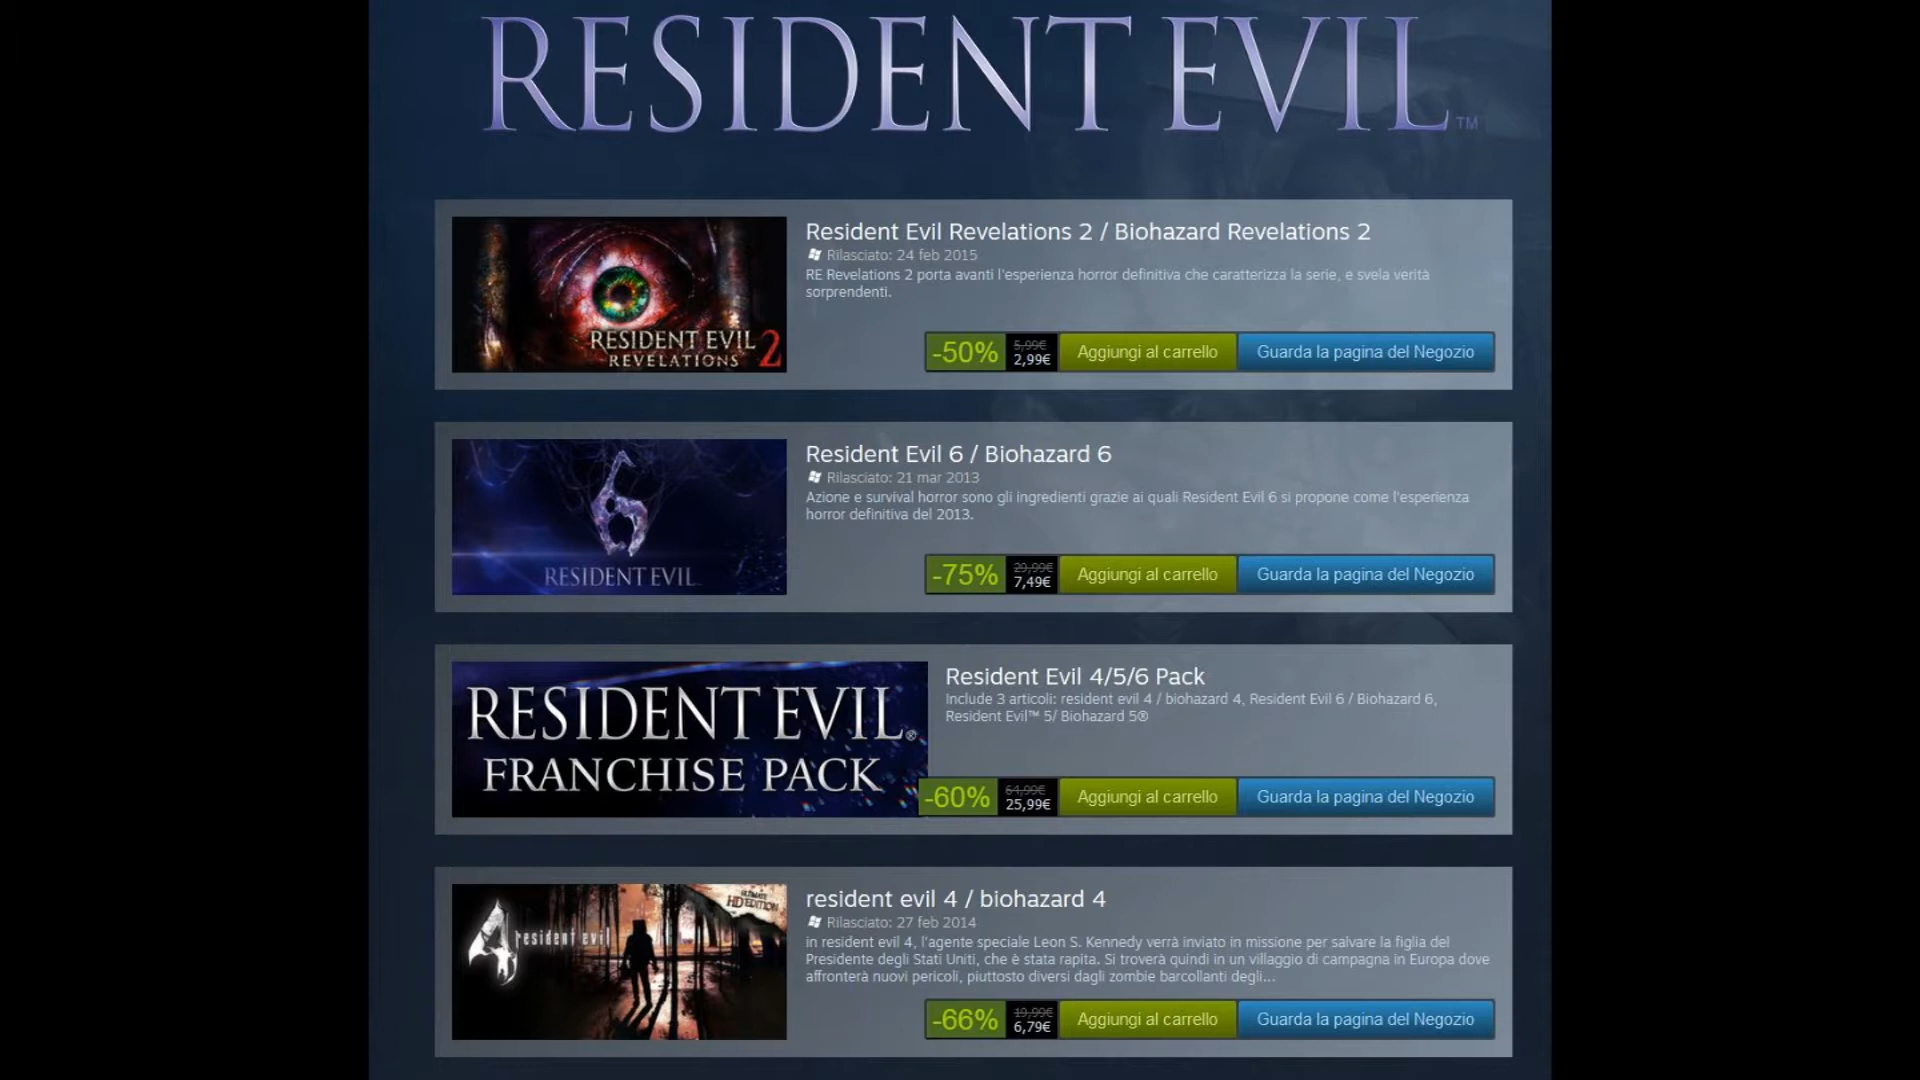 RESIDENT EVIL™
Resident Evil Revelations 2 / Biohazard Revelations 2
Rilasciato: 24 feb 2015
RE Revelations 2 porta avanti l'esperienza horror definitiva che caratterizza la serie, e svela verità
sorprendenti.
RESIDENT EVIL
REVELATIONS 2
-50%
5,99€
2,99€
Aggiungi al carrello
Guarda la pagina del Negozio
Resident Evil 6 / Biohazard 6
Rilasciato: 21 mar 2013
Azione e survival horror sono gli ingredienti grazie ai quali Resident Evil 6 si propone come l'esperienza
horror definitiva del 2013.
6
RESIDENT EVIL
-75%
29,99€
7,49€
Aggiungi al carrello
Guarda la pagina del Negozio
RESIDENT EVIL®
FRANCHISE PACK
Resident Evil 4/5/6 Pack
Include 3 articoli: resident evil 4 / biohazard 4, Resident Evil 6 / Biohazard 6,
Resident Evil™ 5/ Biohazard 5®
-60%
64,99€
25,99€
Aggiungi al carrello
Guarda la pagina del Negozio
ULTIMATE
HD EDITION
4 resident evil
resident evil 4 / biohazard 4
Rilasciato: 27 feb 2014
in resident evil 4, l'agente speciale Leon S. Kennedy verrà inviato in missione per salvare la figlia del
Presidente degli Stati Uniti, che è stata rapita. Si troverà quindi in un villaggio di campagna in Europa dove
affronterà nuovi pericoli, piuttosto diversi dagli zombie barcollanti degli...
-66%
19,99€
6,79€
Aggiungi al carrello
Guarda la pagina del Negozio